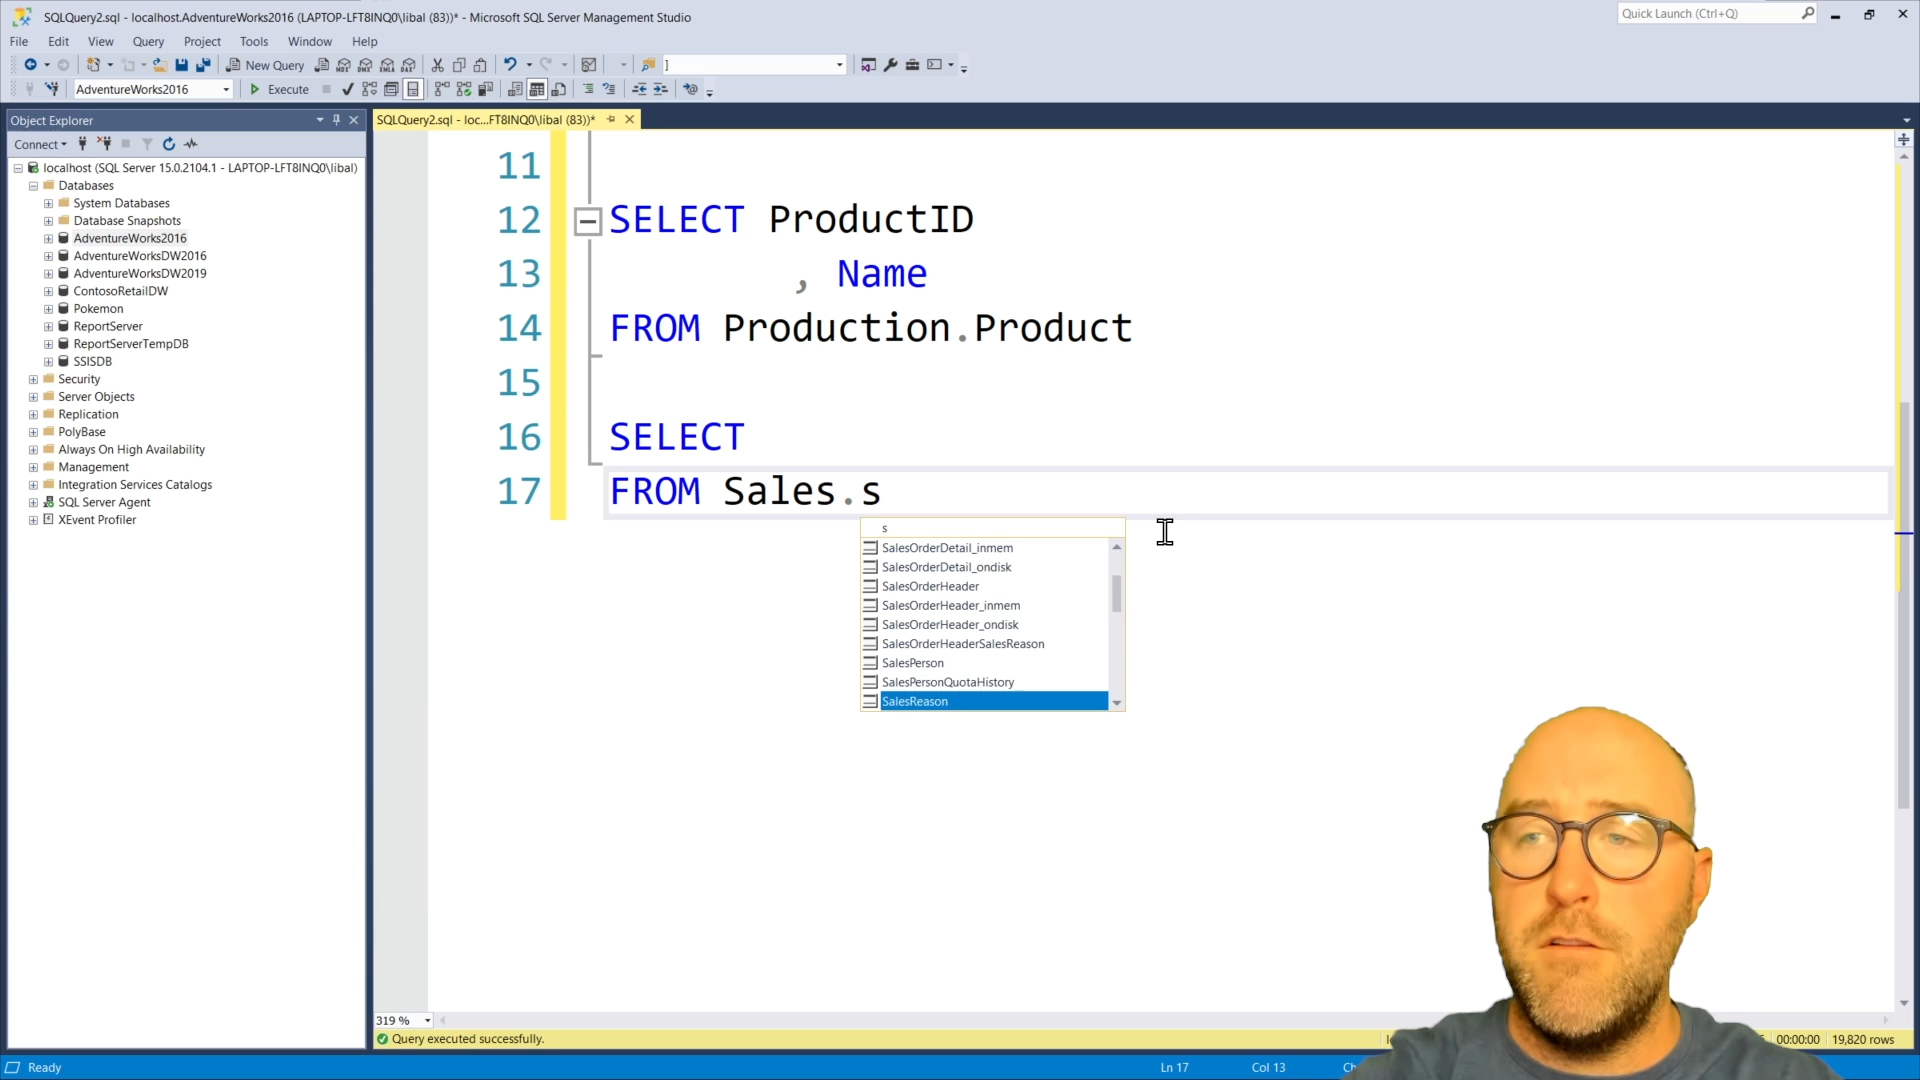 SQLQuery2.sql - localhost.AdventureWorks2016 (LAPTOP-LFT8INQ0\libal (83))* - Microsoft SQL Server Management Studio
Quick Launch (Ctrl+Q)
File Edit View Query Project Tools Window Help
New Query
]
AdventureWorks2016
Execute
Object Explorer
SQLQuery2.sql - loc...FT8INQ0\libal (83))*
Connect
localhost (SQL Server 15.0.2104.1 - LAPTOP-LFT8INQ0\libal)
Databases
System Databases
Database Snapshots
AdventureWorks2016
AdventureWorksDW2016
AdventureWorksDW2019
ContosoRetailDW
Pokemon
ReportServer
ReportServerTempDB
SSISDB
Security
Server Objects
Replication
PolyBase
Always On High Availability
Management
Integration Services Catalogs
SQL Server Agent
XEvent Profiler
11
12 SELECT ProductID
13 , Name
14 FROM Production.Product
15
16 SELECT
17 FROM Sales.s
s
SalesOrderDetail_inmem
SalesOrderDetail_ondisk
SalesOrderHeader
SalesOrderHeader_inmem
SalesOrderHeader_ondisk
SalesOrderHeaderSalesReason
SalesPerson
SalesPersonQuotaHistory
SalesReason
319 %
Query executed successfully.
00:00:00 19,820 rows
Ready
Ln 17 Col 13